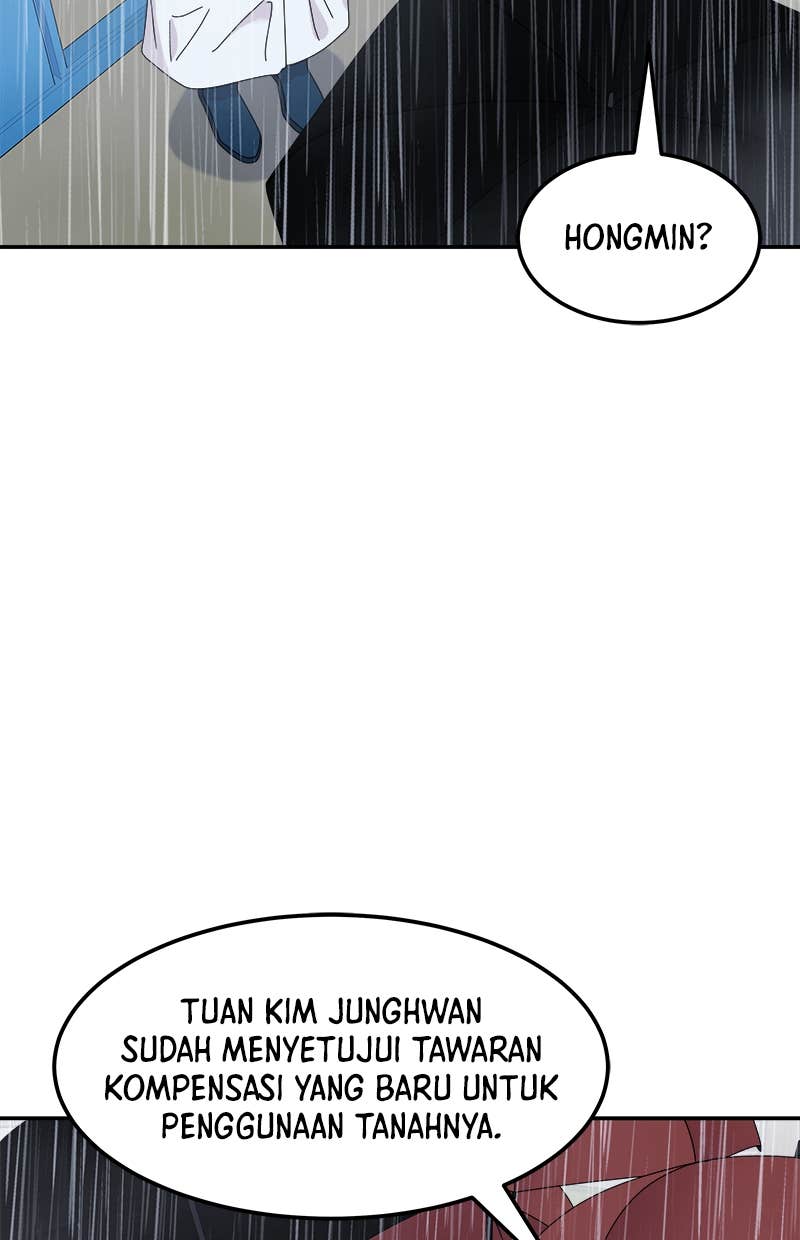 HONGMIN?
TUAN KIM JUNGHWAN
SUDAH MENYETUJUI TAWARAN
KOMPENSASI YANG BARU UNTUK
PENGGUNAAN TANAHNYA.